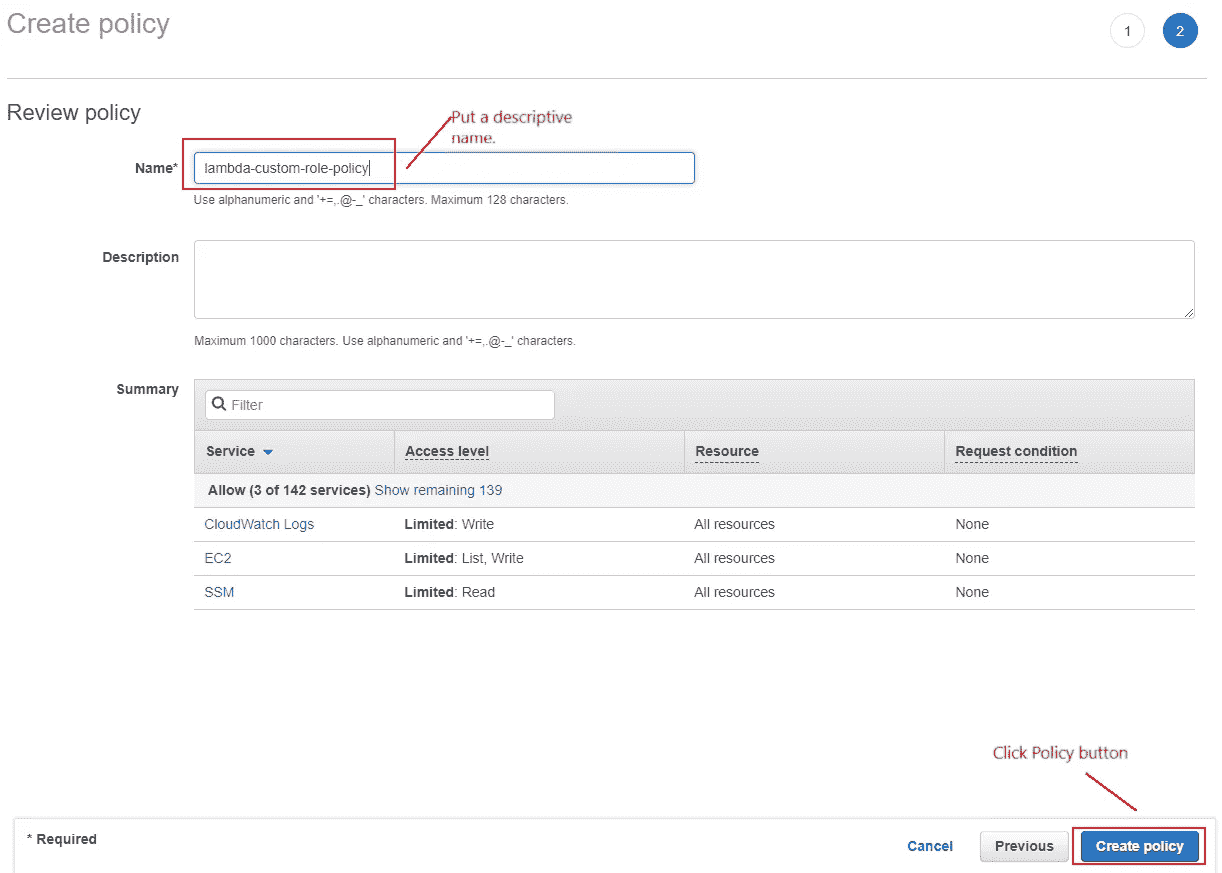 Create policy
1
2
Review policy
Put a descriptive
name.
Name*
lambda-custom-role-policy
Use alphanumeric and '+=,.@-_' characters. Maximum 128 characters.
Description
Maximum 1000 characters. Use alphanumeric and '+=,.@-_' characters.
Summary
Filter
Service Access level Resource Request condition
Allow (3 of 142 services) Show remaining 139
CloudWatch Logs Limited: Write All resources None
EC2 Limited: List, Write All resources None
SSM Limited: Read All resources None
Click Policy button
* Required
Cancel Previous Create policy